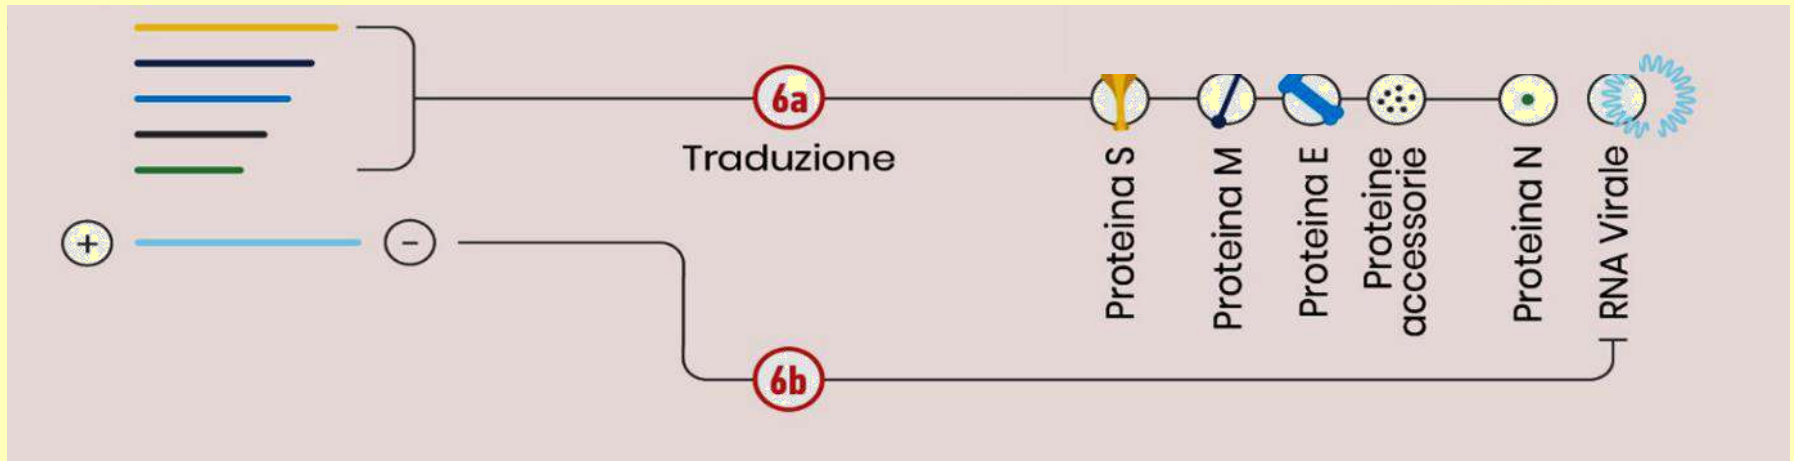 6a
Traduzione
Proteina S
Proteina M
Proteina E
Proteine
accessorie
Proteina N
RNA Virale
+
−
6b